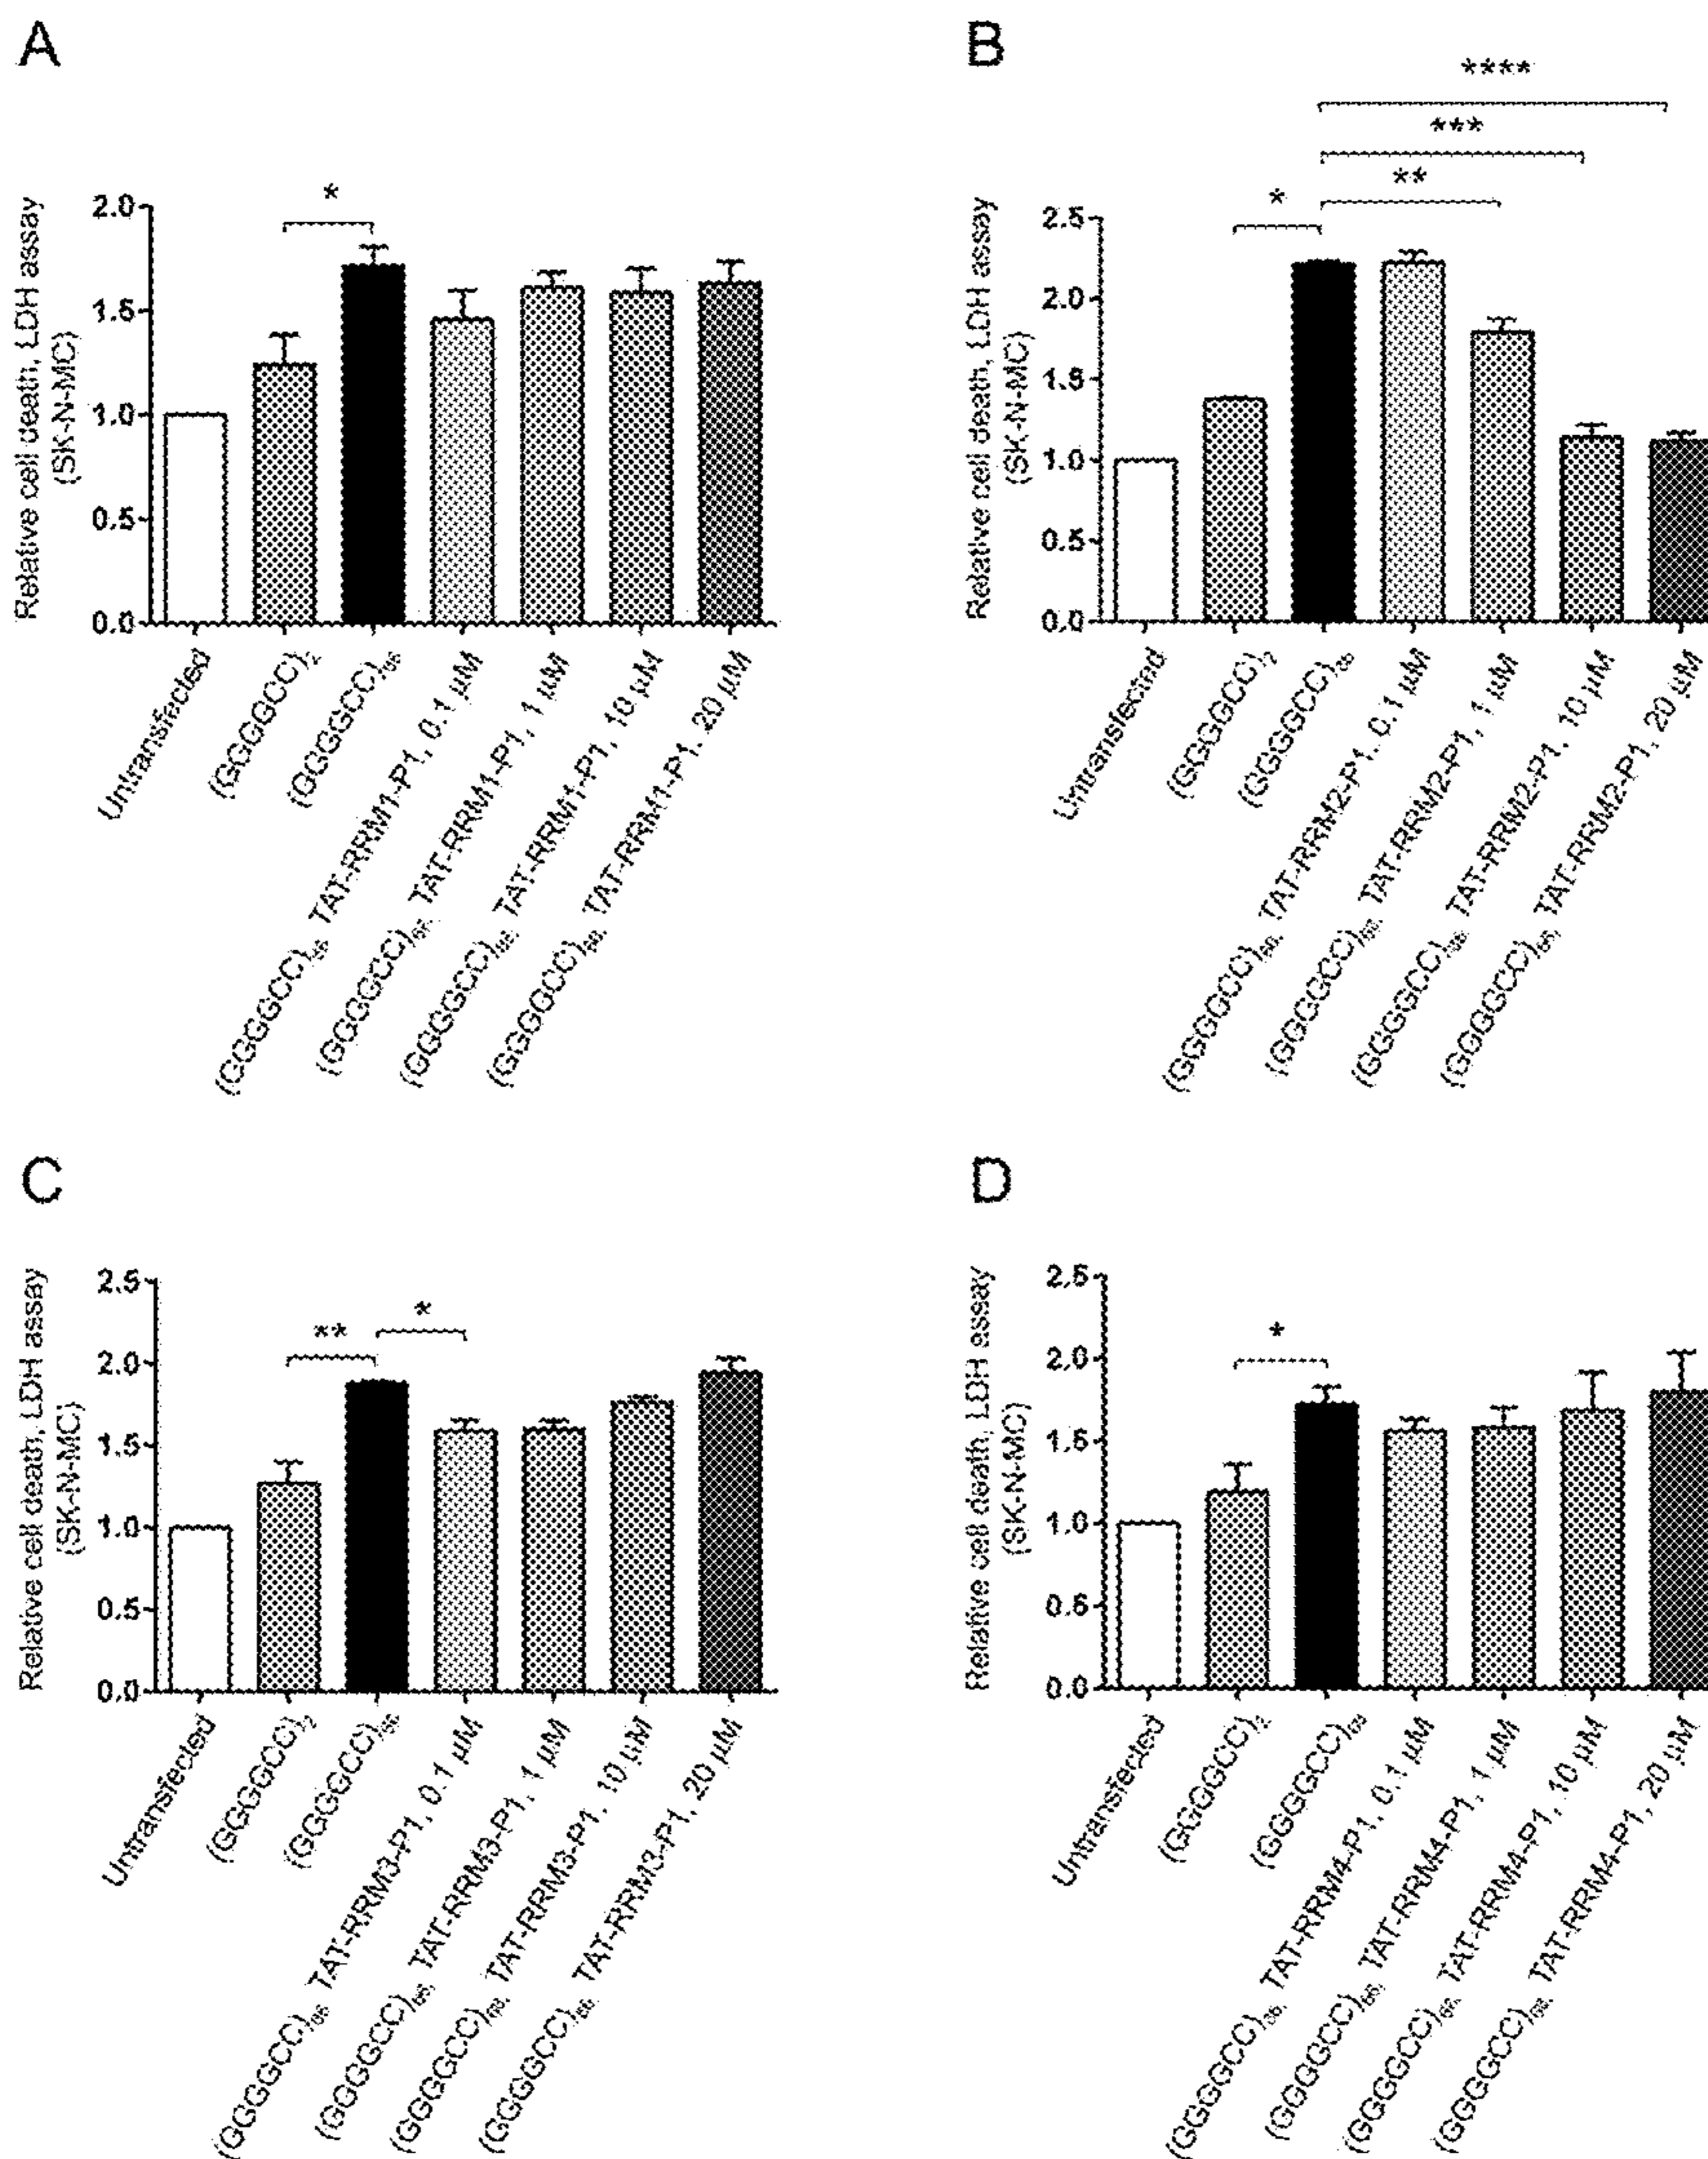 A
*
Relative cell death, LDH assay
(SK-N-MC)
2.0
1.5
1.0
0.5
0.0
Untransfected
(GGGGCC)2
(GGGGCC)66
(GGGGCC)66, TAT-RRM1-P1, 0.1 µM
(GGGGCC)66, TAT-RRM1-P1, 1 µM
(GGGGCC)66, TAT-RRM1-P1, 10 µM
(GGGGCC)66, TAT-RRM1-P1, 20 µM
B
****
***
**
*
Relative cell death, LDH assay
(SK-N-MC)
2.5
2.0
1.5
1.0
0.5
0.0
Untransfected
(GGGGCC)2
(GGGGCC)66
(GGGGCC)66, TAT-RRM2-P1, 0.1 µM
(GGGGCC)66, TAT-RRM2-P1, 1 µM
(GGGGCC)66, TAT-RRM2-P1, 10 µM
(GGGGCC)66, TAT-RRM2-P1, 20 µM
C
*
**
Relative cell death, LDH assay
(SK-N-MC)
2.5
2.0
1.5
1.0
0.5
0.0
Untransfected
(GGGGCC)2
(GGGGCC)66
(GGGGCC)66, TAT-RRM3-P1, 0.1 µM
(GGGGCC)66, TAT-RRM3-P1, 1 µM
(GGGGCC)66, TAT-RRM3-P1, 10 µM
(GGGGCC)66, TAT-RRM3-P1, 20 µM
D
*
Relative cell death, LDH assay
(SK-N-MC)
2.5
2.0
1.5
1.0
0.5
0.0
Untransfected
(GGGGCC)2
(GGGGCC)66
(GGGGCC)66, TAT-RRM4-P1, 0.1 µM
(GGGGCC)66, TAT-RRM4-P1, 1 µM
(GGGGCC)66, TAT-RRM4-P1, 10 µM
(GGGGCC)66, TAT-RRM4-P1, 20 µM